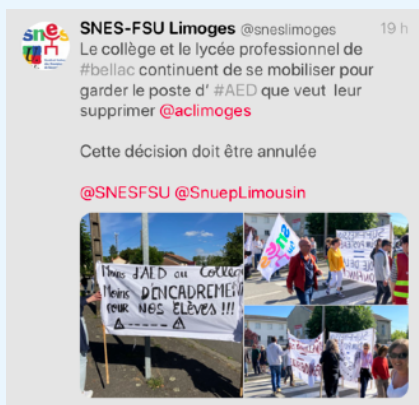 SNES-FSU Limoges @sneslimoges 19 h
Le collège et le lycée professionnel de
#bellac continuent de se mobiliser pour
garder le poste d' #AED que veut leur
supprimer @aclimoges
Cette décision doit être annulée
@SNESFSU @SnuepLimousin
Moins d'AED au Collège
Moins D'ENCADREMENT
POUR NOS ÉLÈVES !!!
snes